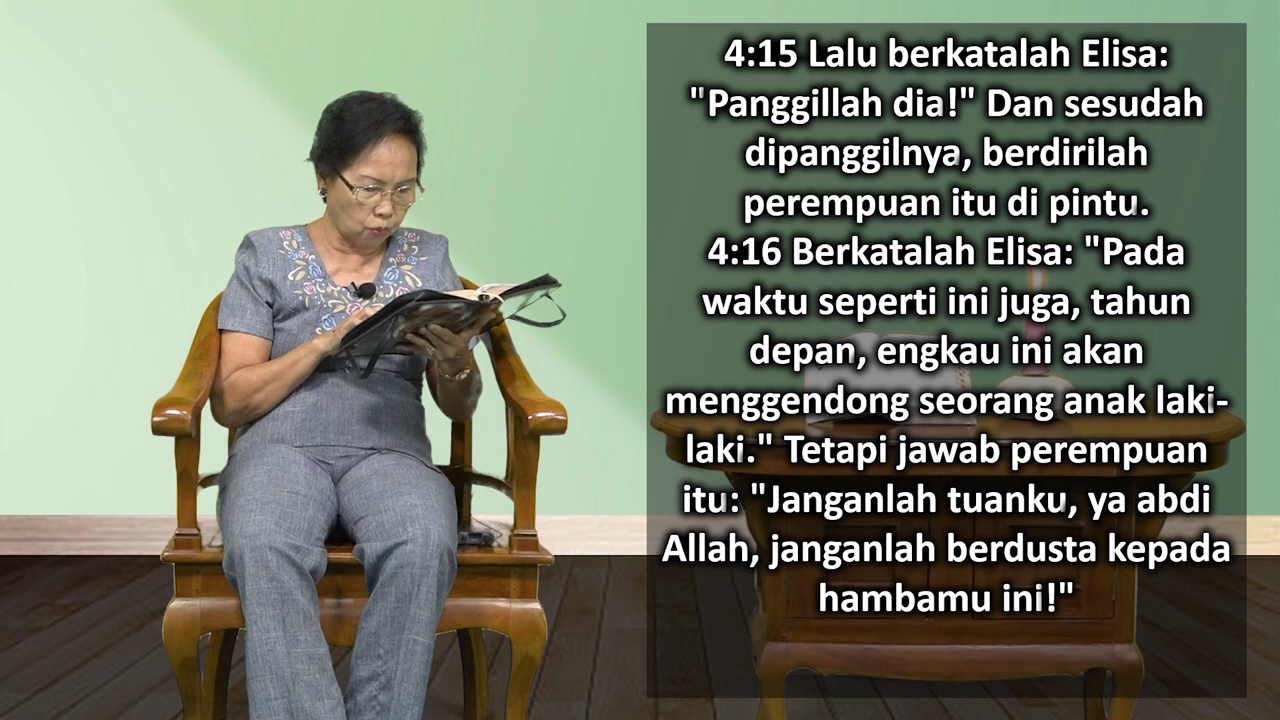 4:15 Lalu berkatalah Elisa:
"Panggillah dia!" Dan sesudah
dipanggilnya, berdirilah
perempuan itu di pintu.
4:16 Berkatalah Elisa: "Pada
waktu seperti ini juga, tahun
depan, engkau ini akan
menggendong seorang anak laki-
laki." Tetapi jawab perempuan
itu: "Janganlah tuanku, ya abdi
Allah, janganlah berdusta kepada
hambamu ini!"